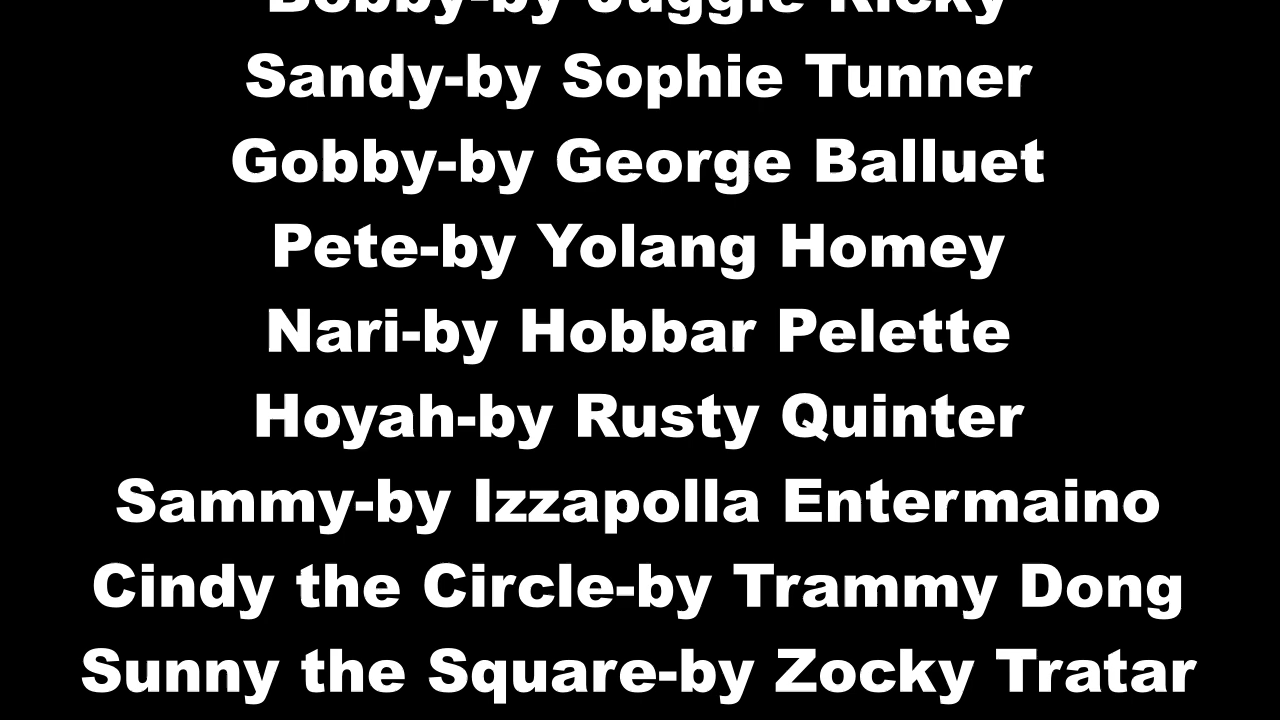 Bobby-by Juggie Ricky
Sandy-by Sophie Tunner
Gobby-by George Balluet
Pete-by Yolang Homey
Nari-by Hobbar Pelette
Hoyah-by Rusty Quinter
Sammy-by Izzapolla Entermaino
Cindy the Circle-by Trammy Dong
Sunny the Square-by Zocky Tratar